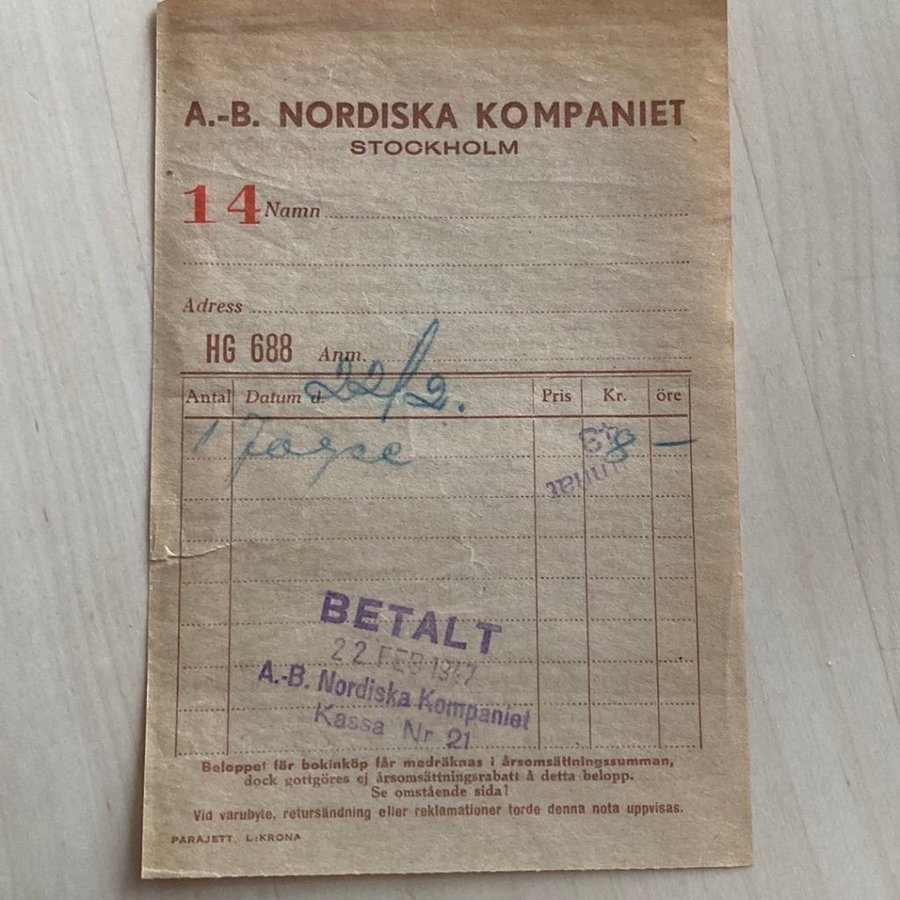 A.-B. NORDISKA KOMPANIET
STOCKHOLM
14 Namn
Adress
HG 688 Anm.
Antal Datum d. 22/2. Pris Kr. öre
1 Joyce 8 —
BETALT
22 FEB 1947
A.-B. Nordiska Kompaniet
Kassa Nr 21
Beloppet för bokinköp får medräknas i årsomsättningssumman,
dock gottgöres ej årsomsättningsrabatt å detta belopp.
Se omstående sida!
Vid varubyte, retursändning eller reklamationer torde denna nota uppvisas.
PARAJETT, L:KRONA